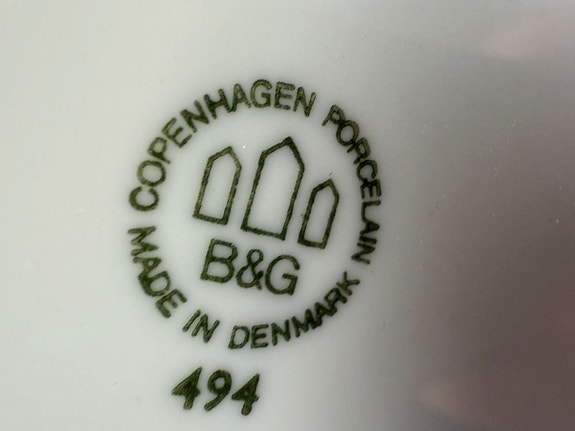 COPENHAGEN PORCELAIN
B&G
MADE IN DENMARK
494